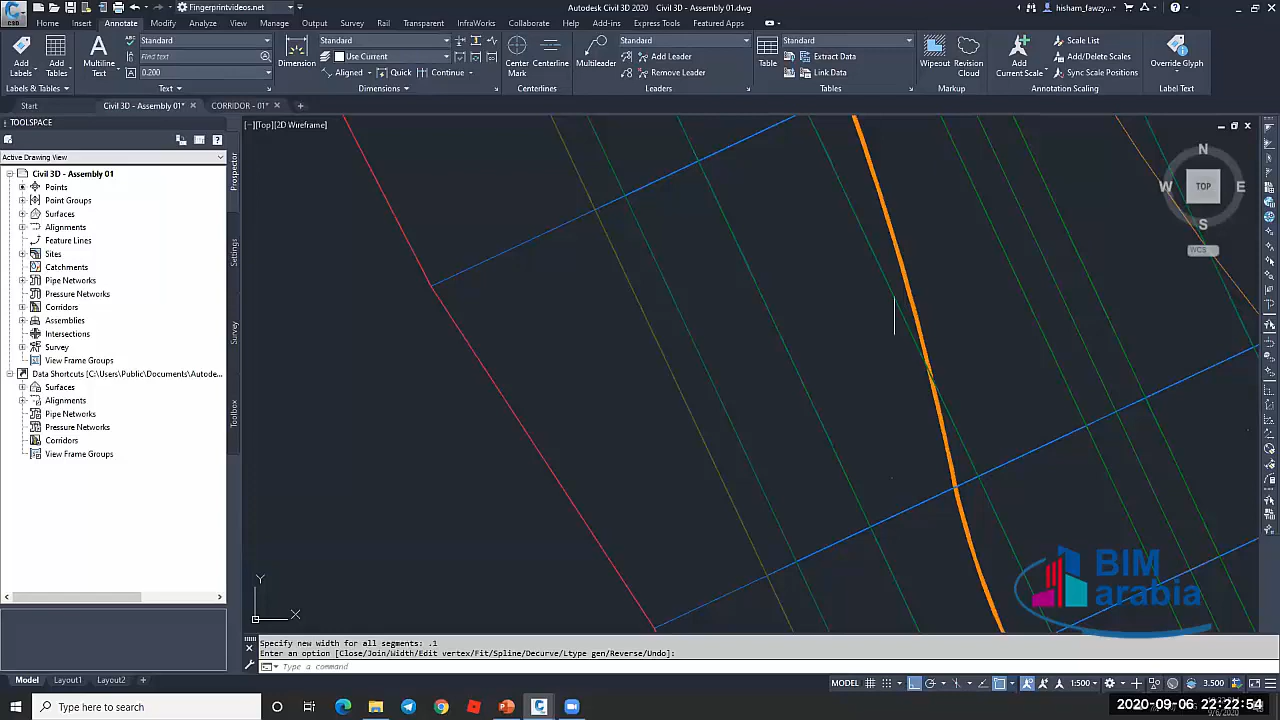 C3D
Fingerprintvideos.net
Autodesk Civil 3D 2020 Civil 3D - Assembly 01.dwg
hisham_fawzy...
Home Insert Annotate Modify Analyze View Manage Output Survey Rail Transparent InfraWorks Collaborate Help Add-ins Express Tools Featured Apps
Add Labels
Add Tables
Labels & Tables
Multiline Text
Standard
Find text
0.200
Text
Dimension
Standard
Use Current
Aligned Quick Continue
Dimensions
Center Mark
Centerline
Centerlines
Multileader
Standard
Add Leader
Remove Leader
Leaders
Table
Standard
Extract Data
Link Data
Tables
Wipeout
Revision Cloud
Markup
Add Current Scale
Scale List
Add/Delete Scales
Sync Scale Positions
Annotation Scaling
Override Glyph
Label Text
Start Civil 3D - Assembly 01* CORRIDOR - 01*
TOOLSPACE
Active Drawing View
Civil 3D - Assembly 01
Points
Point Groups
Surfaces
Alignments
Feature Lines
Sites
Catchments
Pipe Networks
Pressure Networks
Corridors
Assemblies
Intersections
Survey
View Frame Groups
Data Shortcuts [C:\Users\Public\Documents\Autode...
Surfaces
Alignments
Pipe Networks
Pressure Networks
Corridors
View Frame Groups
Prospector
Settings
Survey
Toolbox
[−][Top][2D Wireframe]
N
W TOP E
S
WCS
Y
X
BIM
arabia
Specify new width for all segments: .1
Enter an option [Close/Join/Width/Edit vertex/Fit/Spline/Decurve/Ltype gen/Reverse/Undo]:
Type a command
Model Layout1 Layout2
MODEL 1:500 3.500
Type here to search
2020-09-06 22:22:54